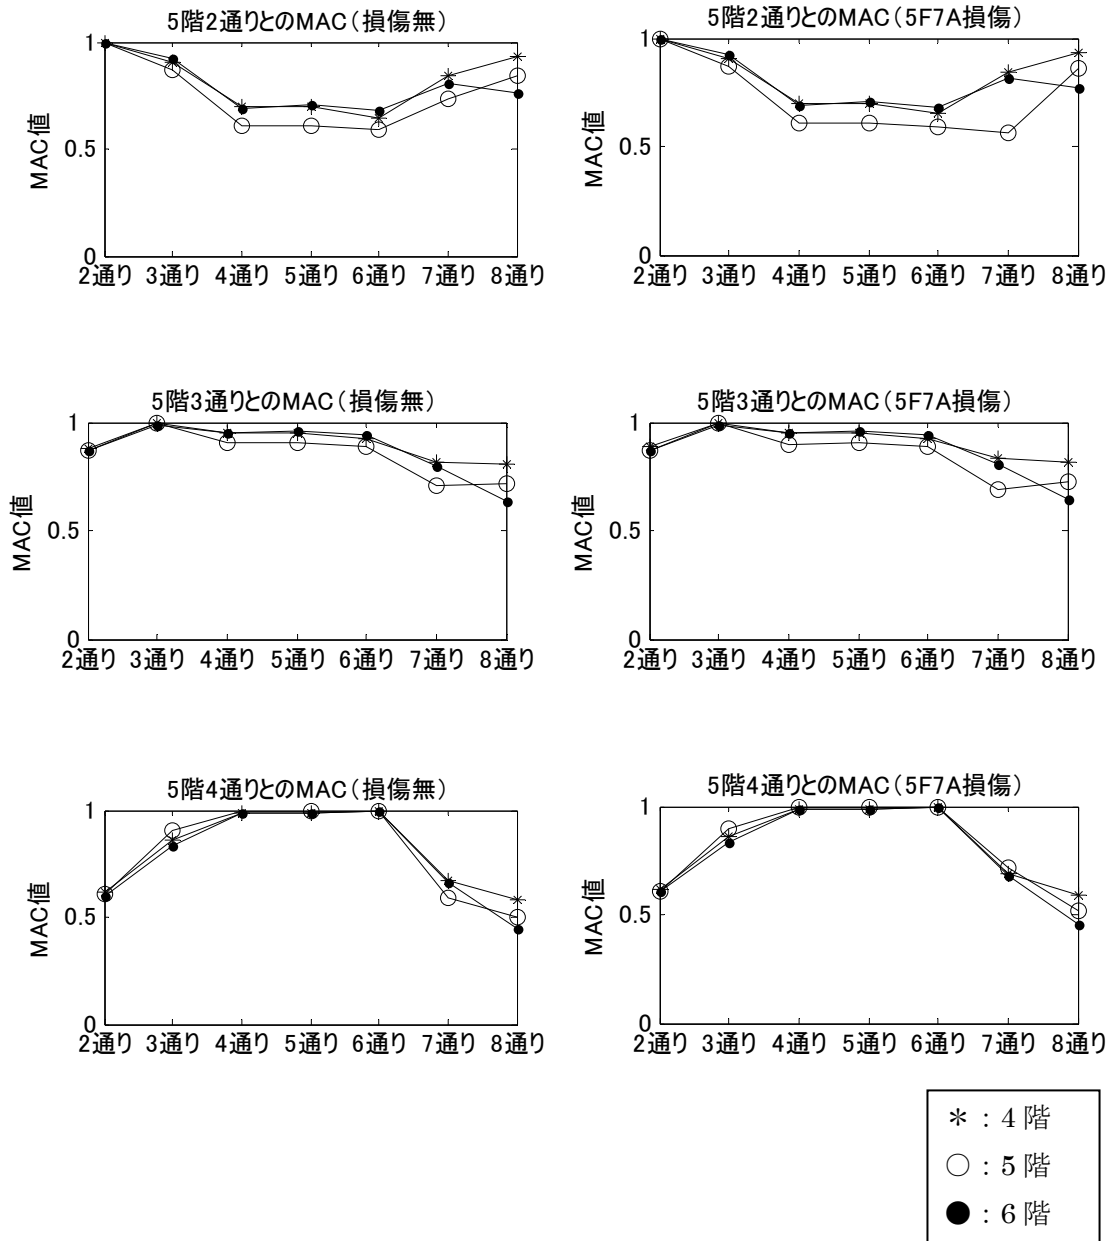 5階2通りとのMAC(損傷無)
MAC値
1
0.5
0
2通り 3通り 4通り 5通り 6通り 7通り 8通り
5階2通りとのMAC(5F7A損傷)
MAC値
1
0.5
0
2通り 3通り 4通り 5通り 6通り 7通り 8通り
5階3通りとのMAC(損傷無)
MAC値
1
0.5
0
2通り 3通り 4通り 5通り 6通り 7通り 8通り
5階3通りとのMAC(5F7A損傷)
MAC値
1
0.5
0
2通り 3通り 4通り 5通り 6通り 7通り 8通り
5階4通りとのMAC(損傷無)
MAC値
1
0.5
0
2通り 3通り 4通り 5通り 6通り 7通り 8通り
5階4通りとのMAC(5F7A損傷)
MAC値
1
0.5
0
2通り 3通り 4通り 5通り 6通り 7通り 8通り
＊:4階
○:5階
●:6階